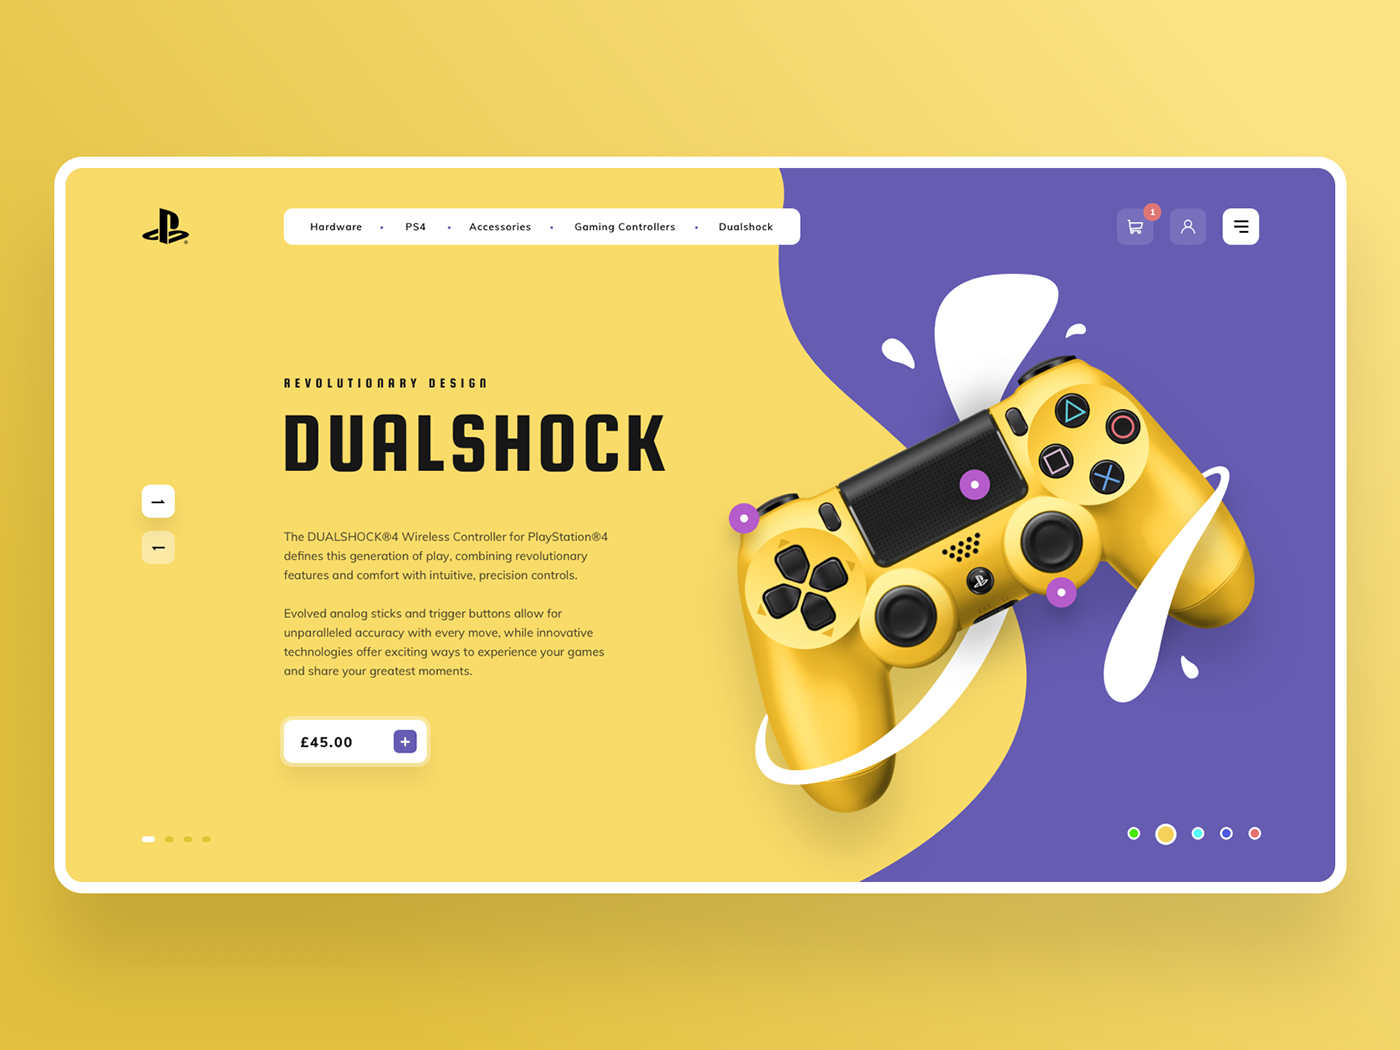 Hardware • PS4 • Accessories • Gaming Controllers • Dualshock
1
REVOLUTIONARY DESIGN
DUALSHOCK
The DUALSHOCK®4 Wireless Controller for PlayStation®4
defines this generation of play, combining revolutionary
features and comfort with intuitive, precision controls.
Evolved analog sticks and trigger buttons allow for
unparalleled accuracy with every move, while innovative
technologies offer exciting ways to experience your games
and share your greatest moments.
£45.00 +